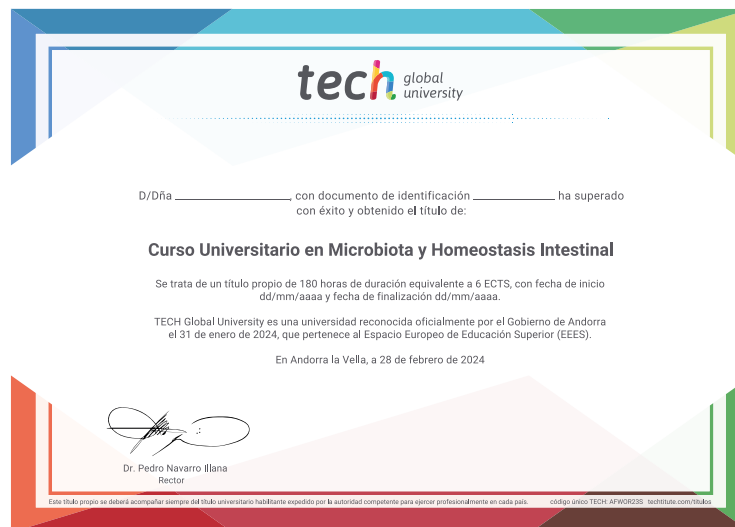 tech global university
D/Dña ____________, con documento de identificación ____________ ha superado
con éxito y obtenido el título de:
Curso Universitario en Microbiota y Homeostasis Intestinal
Se trata de un título propio de 180 horas de duración equivalente a 6 ECTS, con fecha de inicio
dd/mm/aaaa y fecha de finalización dd/mm/aaaa.
TECH Global University es una universidad reconocida oficialmente por el Gobierno de Andorra
el 31 de enero de 2024, que pertenece al Espacio Europeo de Educación Superior (EEES).
En Andorra la Vella, a 28 de febrero de 2024
Dr. Pedro Navarro Illana
Rector
Este título propio se deberá acompañar siempre del título universitario habilitante expedido por la autoridad competente para ejercer profesionalmente en cada país. código único TECH: AFWOR23S techtitute.com/titulos